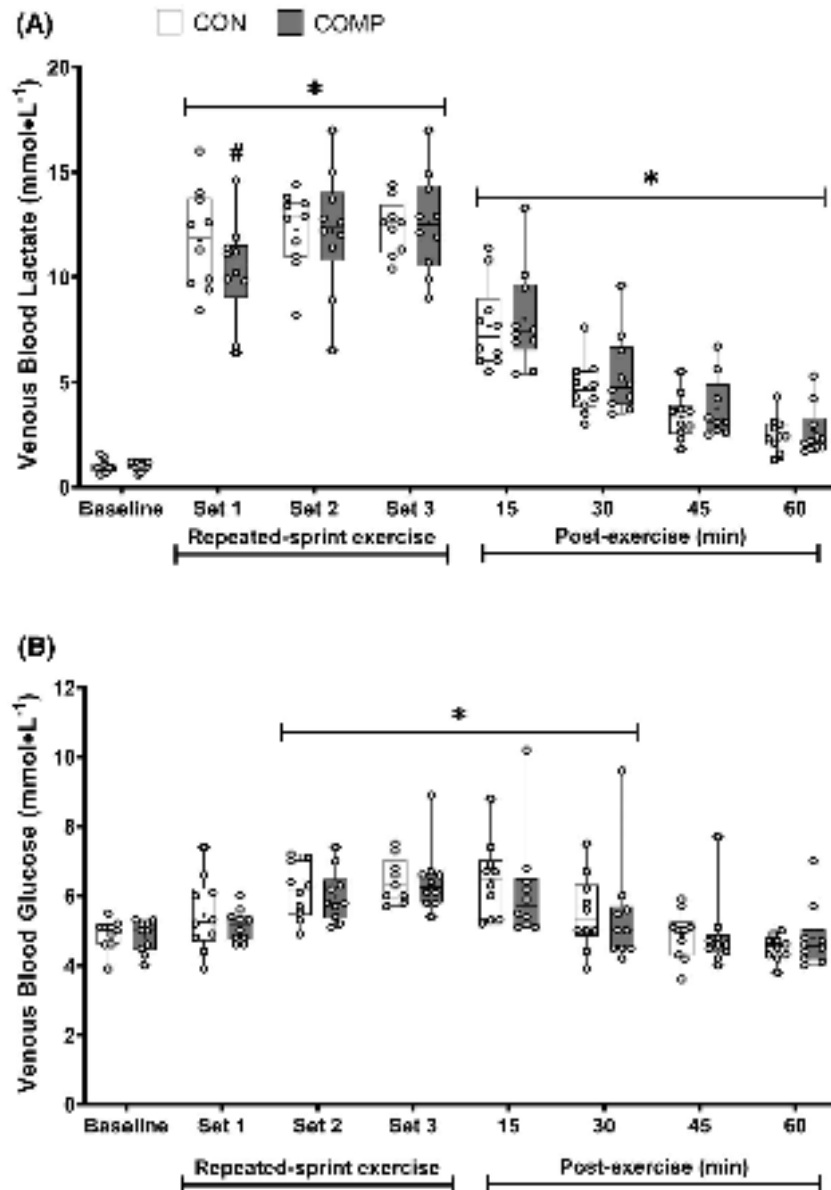 (A) CON COMP
Venous Blood Lactate (mmol•L⁻¹)
20
15
10
5
0
*
#
*
Baseline Set 1 Set 2 Set 3 15 30 45 60
Repeated-sprint exercise Post-exercise (min)
(B)
Venous Blood Glucose (mmol•L⁻¹)
12
10
8
6
4
2
0
*
Baseline Set 1 Set 2 Set 3 15 30 45 60
Repeated-sprint exercise Post-exercise (min)